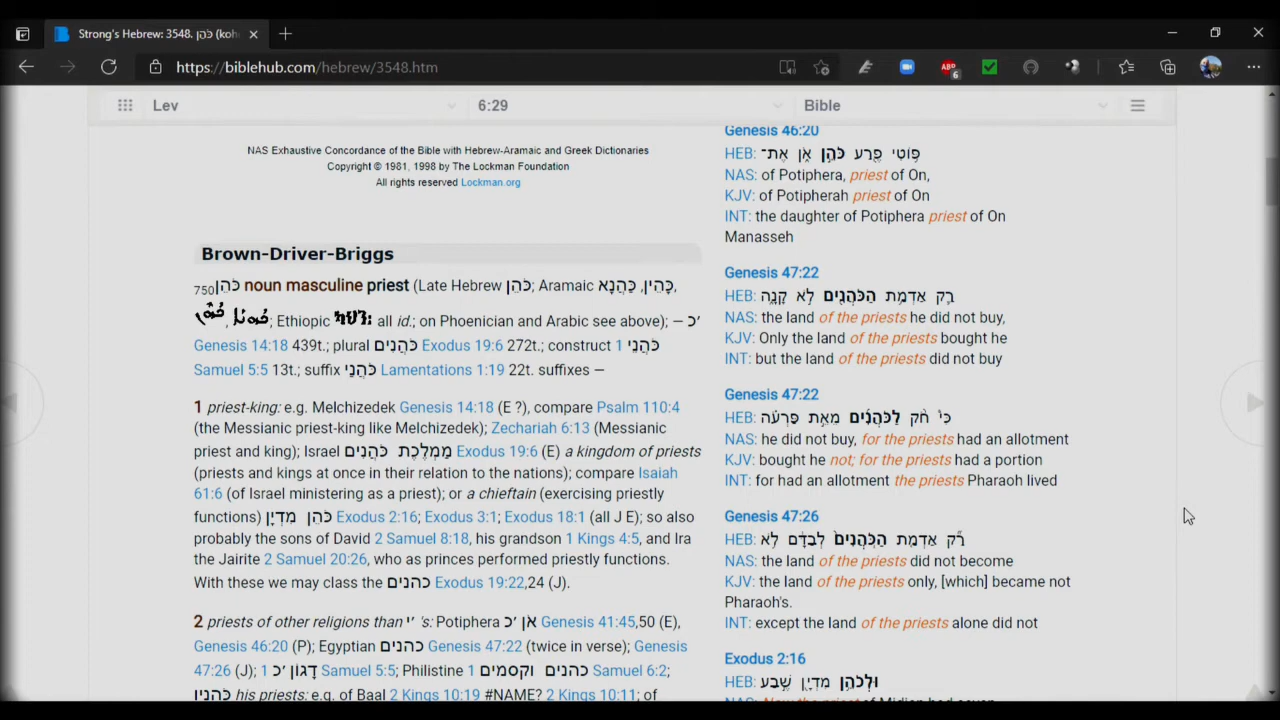 Strong's Hebrew: 3548. כֹּהֵן (koh
https://biblehub.com/hebrew/3548.htm
ABP
6
Lev
6:29
Bible
NAS Exhaustive Concordance of the Bible with Hebrew-Aramaic and Greek Dictionaries
Copyright © 1981, 1998 by The Lockman Foundation
All rights reserved Lockman.org
Brown-Driver-Briggs
750 כֹּהֵן noun masculine priest (Late Hebrew כֹּהֵן; Aramaic כַּהֲנָא, כָּהֵין,
; Ethiopic all id.; on Phoenician and Arabic see above); — כ׳
Genesis 14:18 439t.; plural כֹּהֲנִים Exodus 19:6 272t.; construct 1 כֹּהֲנֵי
Samuel 5:5 13t.; suffix כֹּהֲנַי Lamentations 1:19 22t. suffixes —
1 priest-king: e.g. Melchizedek Genesis 14:18 (E ?), compare Psalm 110:4
(the Messianic priest-king like Melchizedek); Zechariah 6:13 (Messianic
priest and king); Israel מַמְלֶכֶת כֹּהֲנִים Exodus 19:6 (E) a kingdom of priests
(priests and kings at once in their relation to the nations); compare Isaiah
61:6 (of Israel ministering as a priest); or a chieftain (exercising priestly
functions) כֹּהֵן מִדְיָן Exodus 2:16; Exodus 3:1; Exodus 18:1 (all J E); so also
probably the sons of David 2 Samuel 8:18, his grandson 1 Kings 4:5, and Ira
the Jairite 2 Samuel 20:26, who as princes performed priestly functions.
With these we may class the כהנים Exodus 19:22,24 (J).
2 priests of other religions than י׳ 's: Potiphera כ׳ אֹן Genesis 41:45,50 (E),
Genesis 46:20 (P); Egyptian כהנים Genesis 47:22 (twice in verse); Genesis
47:26 (J); 1 כ׳ דָגוֹן Samuel 5:5; Philistine 1 כהנים וקסמים Samuel 6:2;
כֹּהֲנָיו his priests: e.g. of Baal 2 Kings 10:19 #NAME? 2 Kings 10:11; of
Genesis 46:20
HEB: פּ֥וֹטִי פֶ֖רַע כֹּהֵ֣ן אֹ֑ן אֶת־
NAS: of Potiphera, priest of On,
KJV: of Potipherah priest of On
INT: the daughter of Potiphera priest of On
Manasseh
Genesis 47:22
HEB: רַ֛ק אַדְמַ֥ת הַכֹּהֲנִ֖ים לֹ֣א קָנָ֑ה
NAS: the land of the priests he did not buy,
KJV: Only the land of the priests bought he
INT: but the land of the priests did not buy
Genesis 47:22
HEB: כִּי֩ חֹ֨ק לַכֹּהֲנִ֜ים מֵאֵ֣ת פַּרְעֹ֗ה
NAS: he did not buy, for the priests had an allotment
KJV: bought he not; for the priests had a portion
INT: for had an allotment the priests Pharaoh lived
Genesis 47:26
HEB: רַ֞ק אַדְמַ֤ת הַכֹּֽהֲנִים֙ לְבַדָּ֔ם לֹ֥א
NAS: the land of the priests did not become
KJV: the land of the priests only, [which] became not
Pharaoh's.
INT: except the land of the priests alone did not
Exodus 2:16
HEB: וּלְכֹהֵ֥ן מִדְיָ֖ן שֶׁ֣בַע